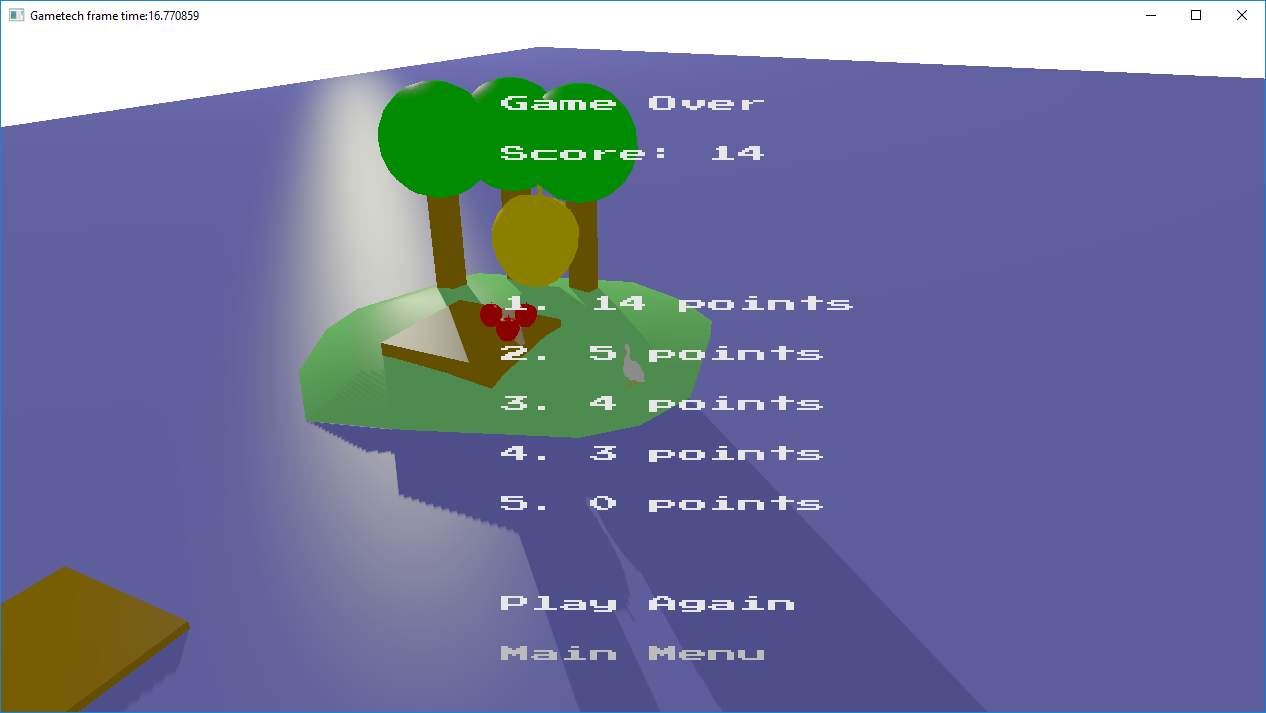 Gametech frame time:16.770859
Game Over
Score: 14
1. 14 points
2. 5 points
3. 4 points
4. 3 points
5. 0 points
Play Again
Main Menu